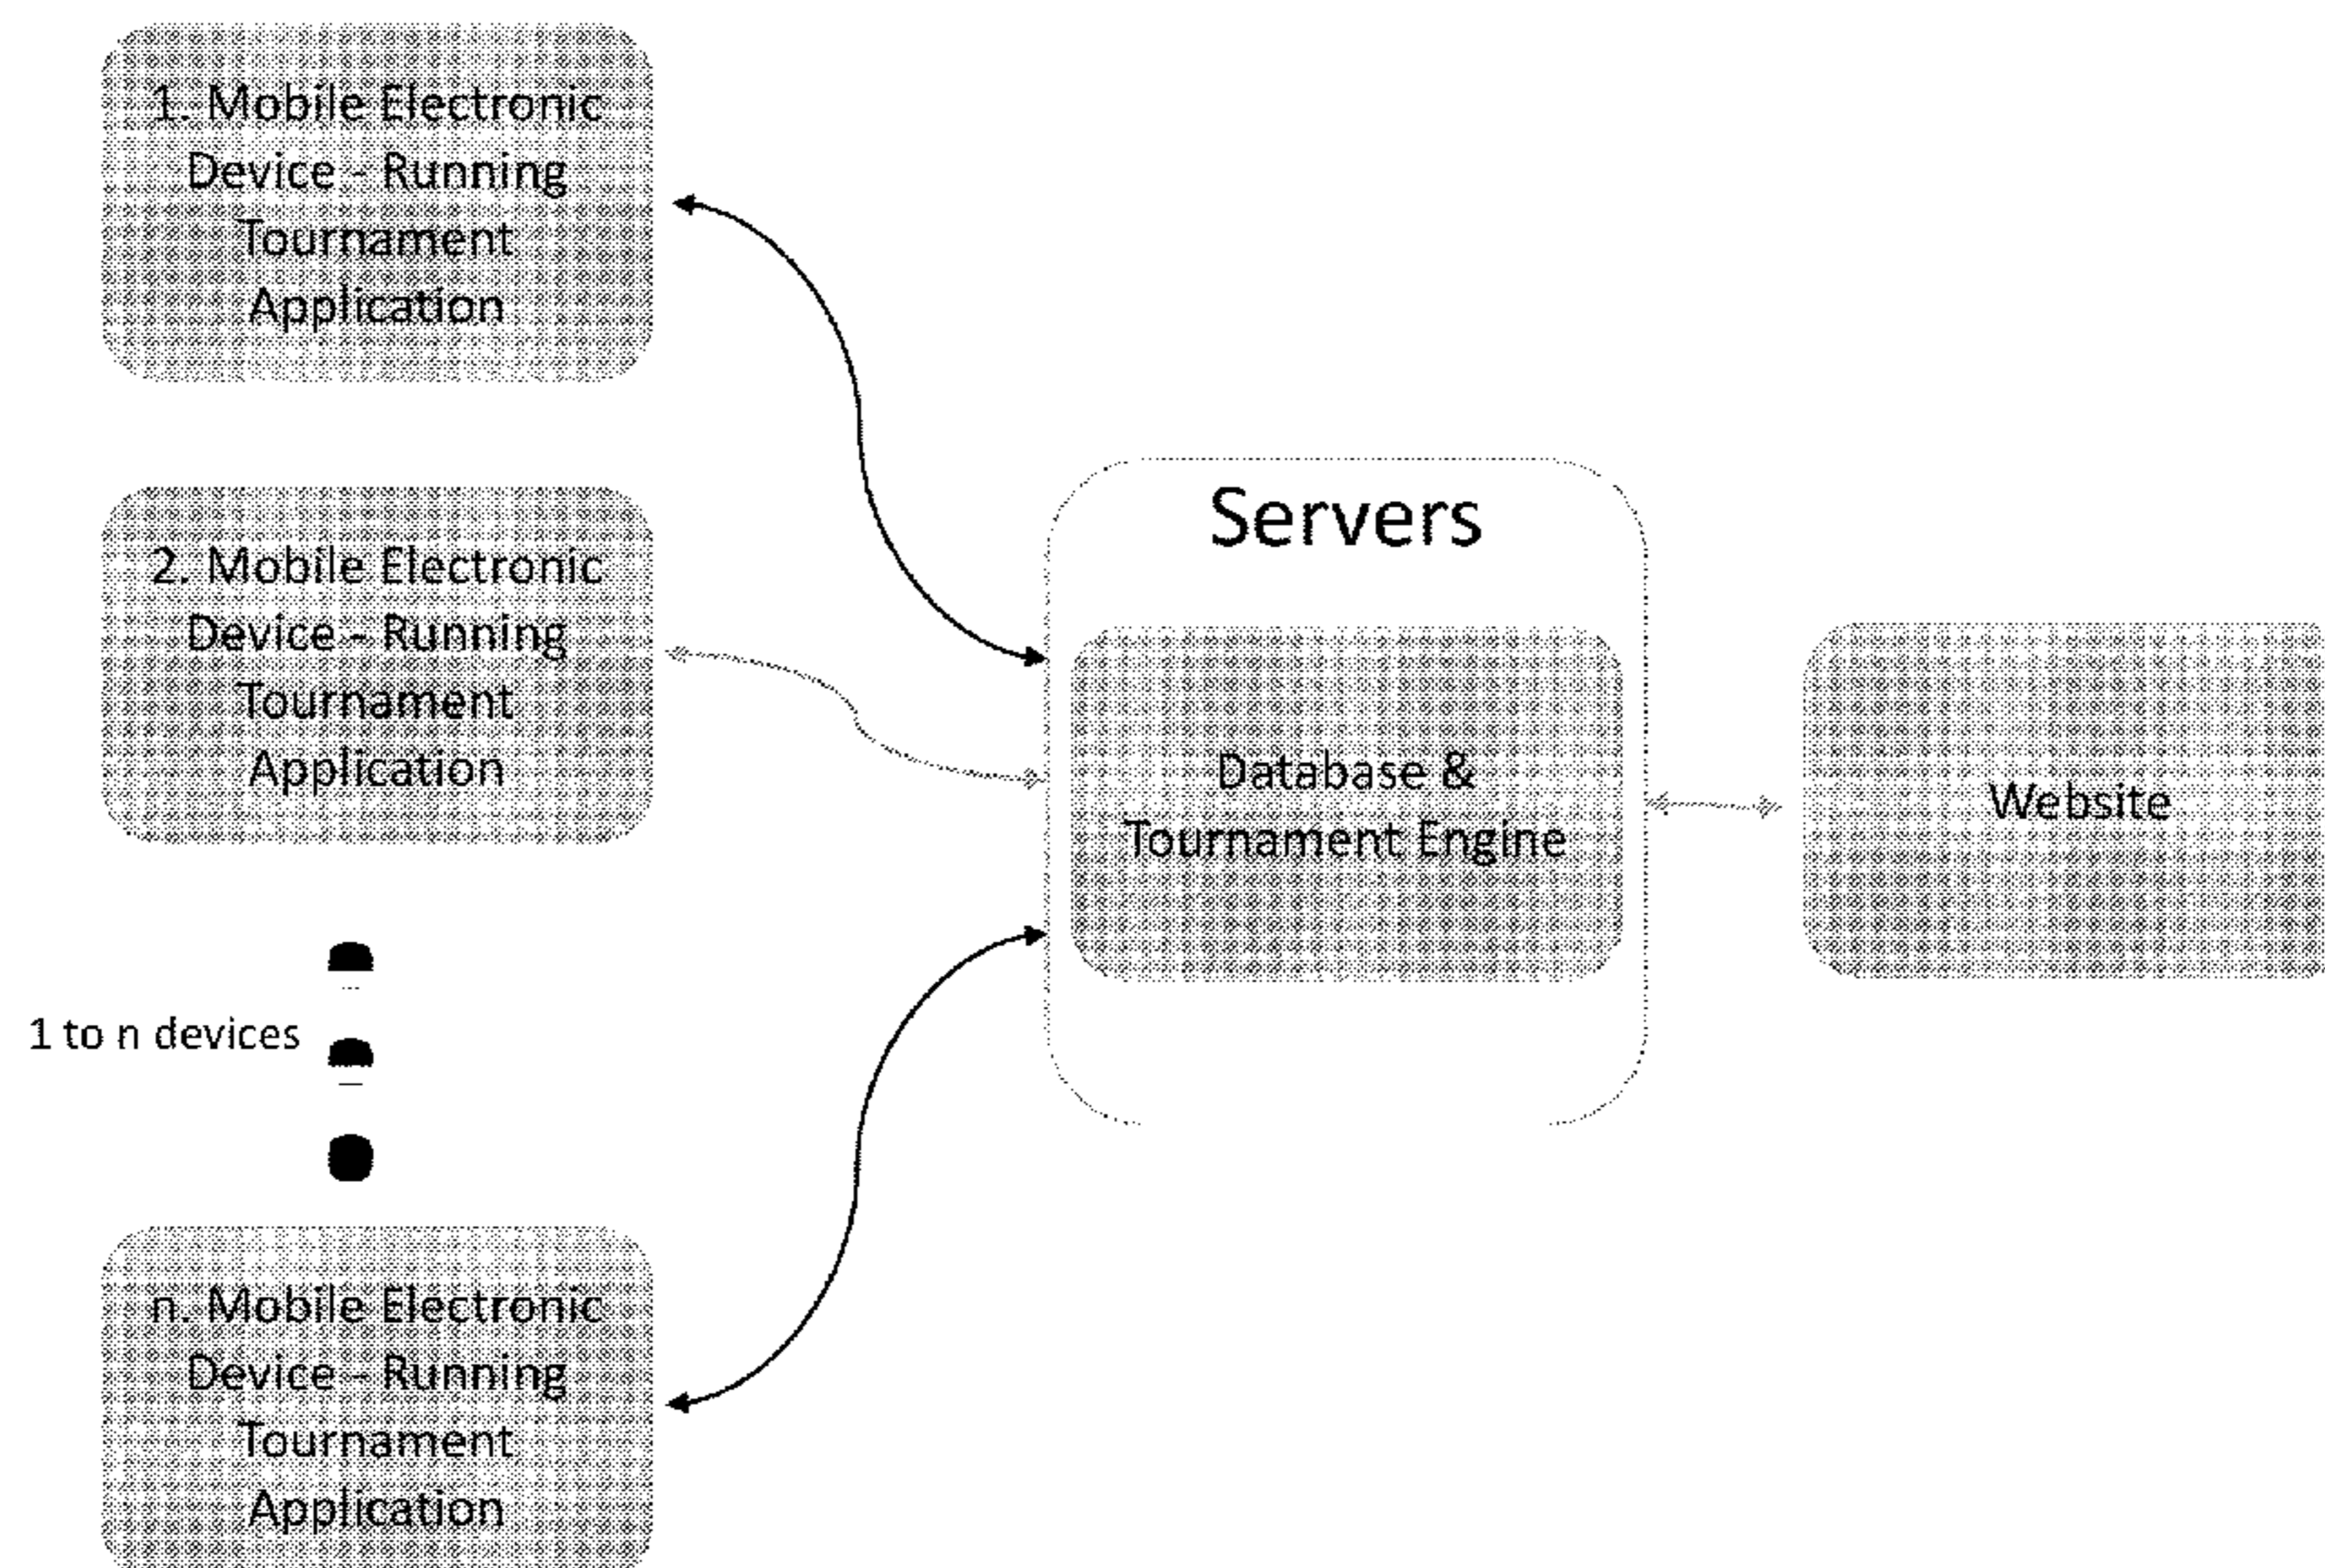 1. Mobile Electronic
Device - Running
Tournament
Application
2. Mobile Electronic
Device - Running
Tournament
Application
1 to n devices
n. Mobile Electronic
Device - Running
Tournament
Application
Servers
Database &
Tournament Engine
Website